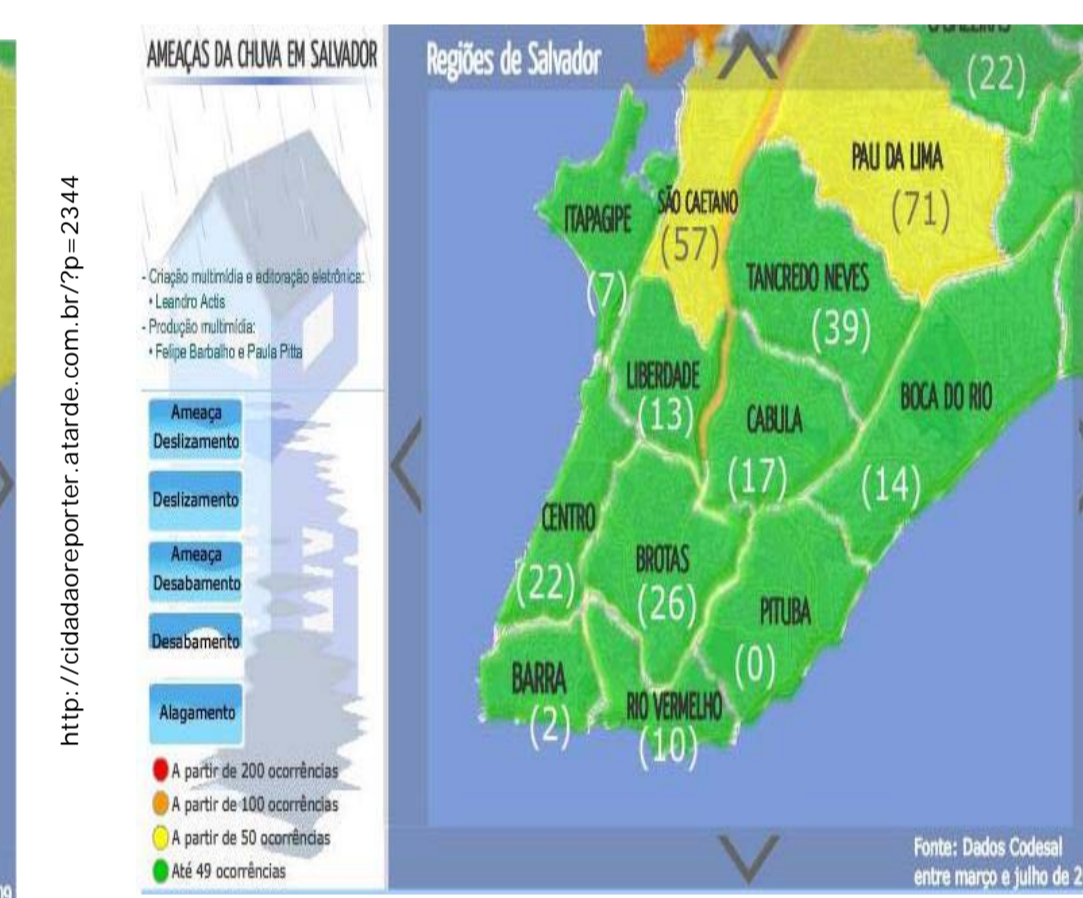 http://cidadaoreporter.atarde.com.br/?p=2344
AMEAÇAS DA CHUVA EM SALVADOR
- Criação multimídia e editoração eletrônica:
• Leandro Actis
- Produção multimídia:
• Felipe Barbalho e Paula Pitta
Ameaça
Deslizamento
Deslizamento
Ameaça
Desabamento
Desabamento
Alagamento
A partir de 200 ocorrências
A partir de 100 ocorrências
A partir de 50 ocorrências
Até 49 ocorrências
Regiões de Salvador
(22)
PAU DA LIMA
(71)
ITAPAGIPE
(7)
SÃO CAETANO
(57)
TANCREDO NEVES
(39)
LIBERDADE
(13)
CABULA
(17)
BOCA DO RIO
(14)
CENTRO
(22)
BROTAS
(26)
PITUBA
(0)
BARRA
(2)
RIO VERMELHO
(10)
Fonte: Dados Codesal
entre março e julho de 2